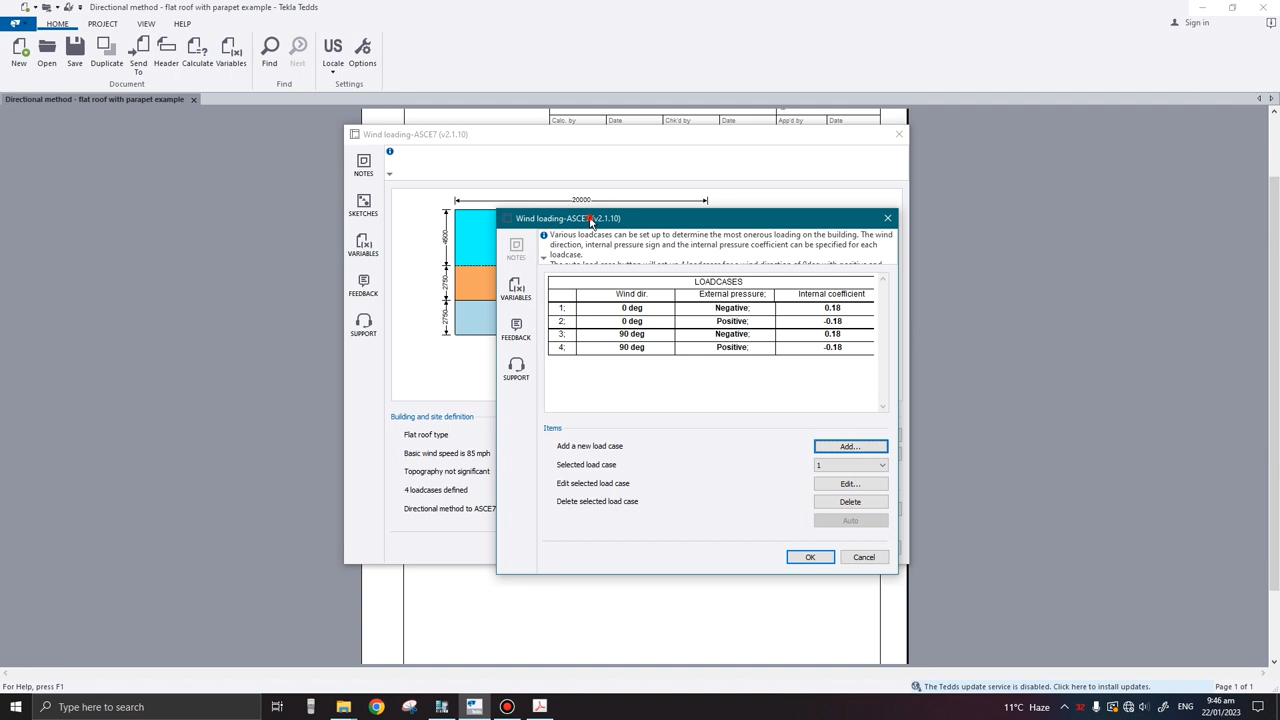 Directional method - flat roof with parapet example - Tekla Tedds
HOME PROJECT VIEW HELP
Sign in
New Open Save Duplicate Send To Header Calculate Variables Find Next US Locale Options
Document Find Settings
Directional method - flat roof with parapet example
Calc. by Date Chk'd by Date App'd by Date
Wind loading-ASCE7 (v2.1.10)
NOTES
SKETCHES
VARIABLES
FEEDBACK
SUPPORT
20000
4500
2750
2750
Building and site definition
Flat roof type
Basic wind speed is 85 mph
Topography not significant
4 loadcases defined
Directional method to ASCE7
Wind loading-ASCE7 (v2.1.10)
NOTES
VARIABLES
FEEDBACK
SUPPORT
Various loadcases can be set up to determine the most onerous loading on the building. The wind
direction, internal pressure sign and the internal pressure coefficient can be specified for each
loadcase.
LOADCASES
Wind dir. External pressure; Internal coefficient
1; 0 deg Negative; 0.18
2; 0 deg Positive; -0.18
3; 90 deg Negative; 0.18
4; 90 deg Positive; -0.18
Items
Add a new load case Add...
Selected load case 1
Edit selected load case Edit...
Delete selected load case Delete
Auto
OK Cancel
For Help, press F1
The Tedds update service is disabled. Click here to install updates.
Page 1 of 1
Type here to search
32
11°C Haze
9:46 am
22/01/2023